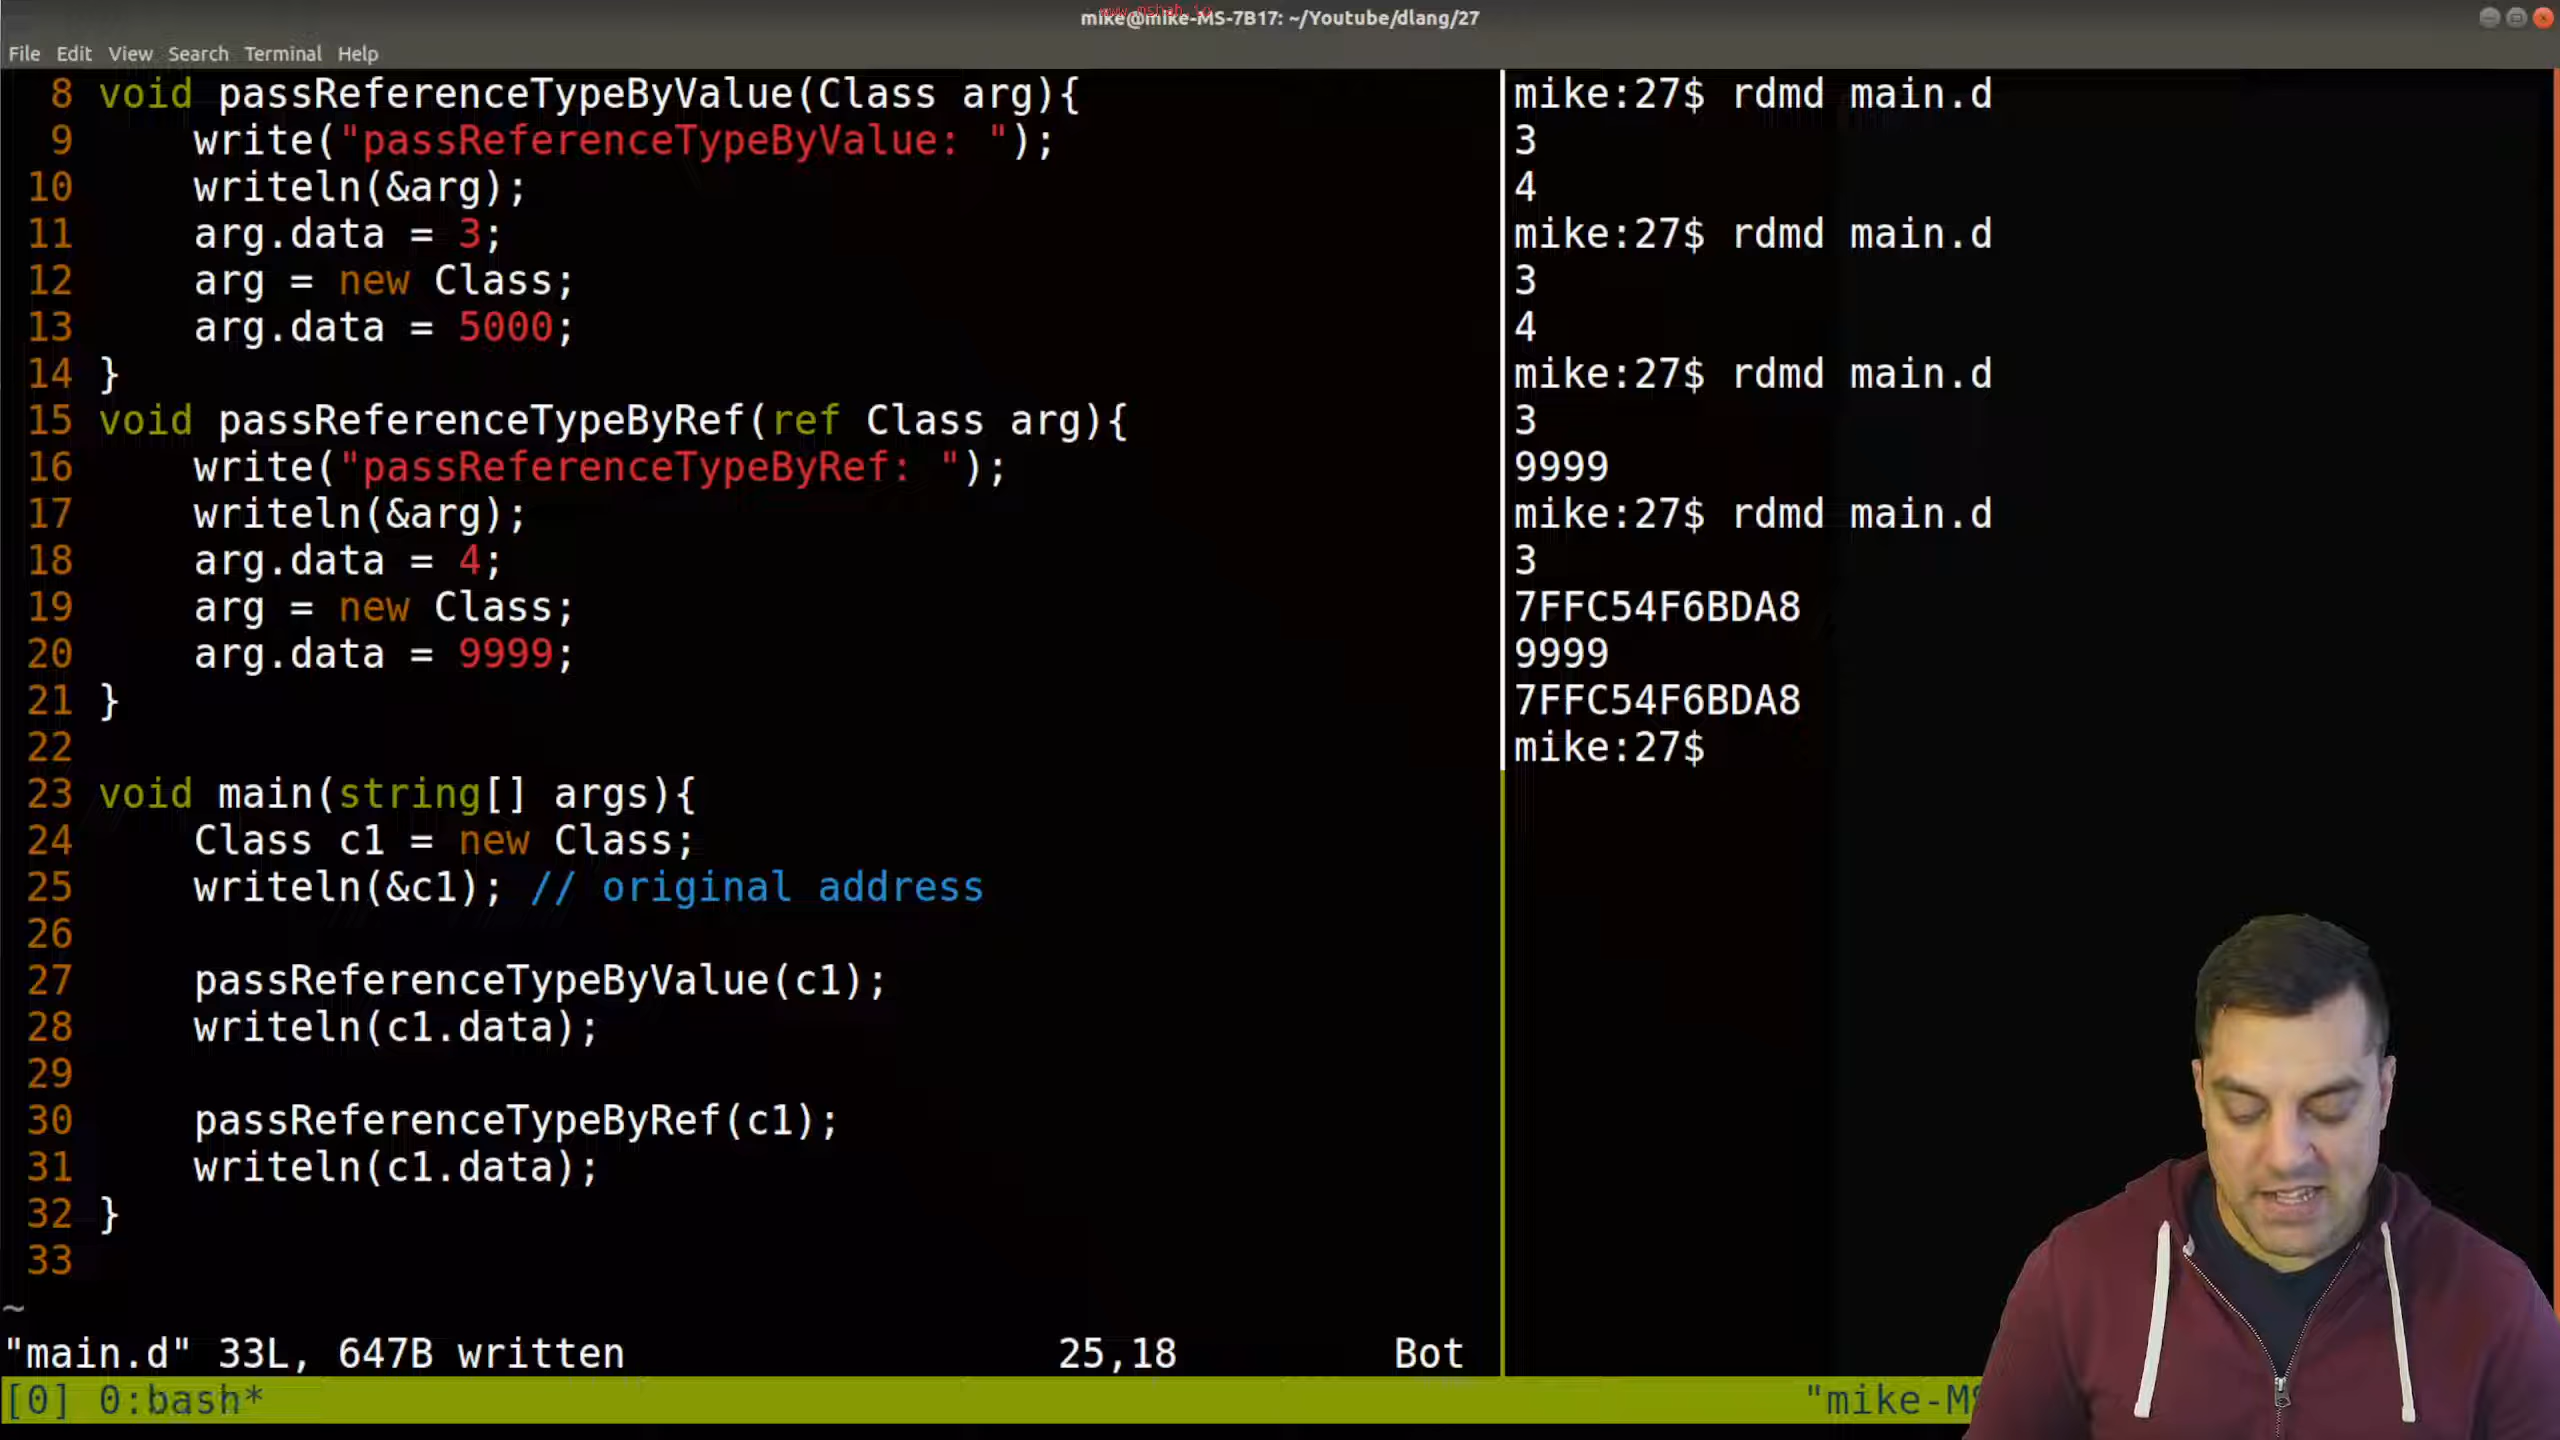 www.mshah.io
mike@mike-MS-7B17: ~/Youtube/dlang/27
File Edit View Search Terminal Help
8 void passReferenceTypeByValue(Class arg){
9 write("passReferenceTypeByValue: ");
10 writeln(&arg);
11 arg.data = 3;
12 arg = new Class;
13 arg.data = 5000;
14 }
15 void passReferenceTypeByRef(ref Class arg){
16 write("passReferenceTypeByRef: ");
17 writeln(&arg);
18 arg.data = 4;
19 arg = new Class;
20 arg.data = 9999;
21 }
22
23 void main(string[] args){
24 Class c1 = new Class;
25 writeln(&c1); // original address
26
27 passReferenceTypeByValue(c1);
28 writeln(c1.data);
29
30 passReferenceTypeByRef(c1);
31 writeln(c1.data);
32 }
33
~
"main.d" 33L, 647B written 25,18 Bot
mike:27$ rdmd main.d
3
4
mike:27$ rdmd main.d
3
4
mike:27$ rdmd main.d
3
9999
mike:27$ rdmd main.d
3
7FFC54F6BDA8
9999
7FFC54F6BDA8
mike:27$
[0] 0:bash* "mike-MS